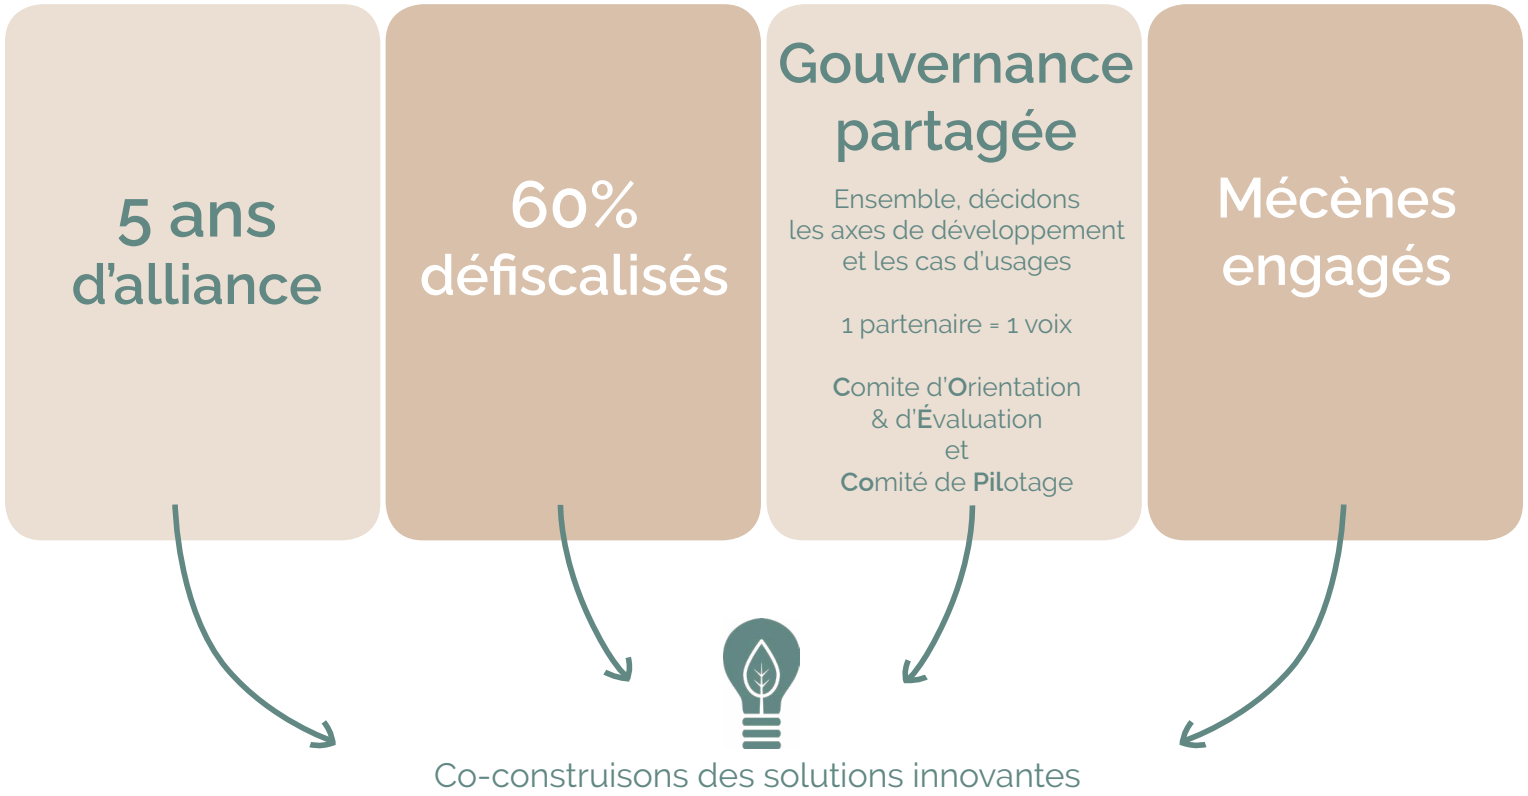 5 ans
d'alliance
60%
défiscalisés
Gouvernance
partagée
Ensemble, décidons
les axes de développement
et les cas d'usages
1 partenaire = 1 voix
Comite d'Orientation
& d'Évaluation
et
Comité de Pilotage
Mécènes
engagés
Co-construisons des solutions innovantes